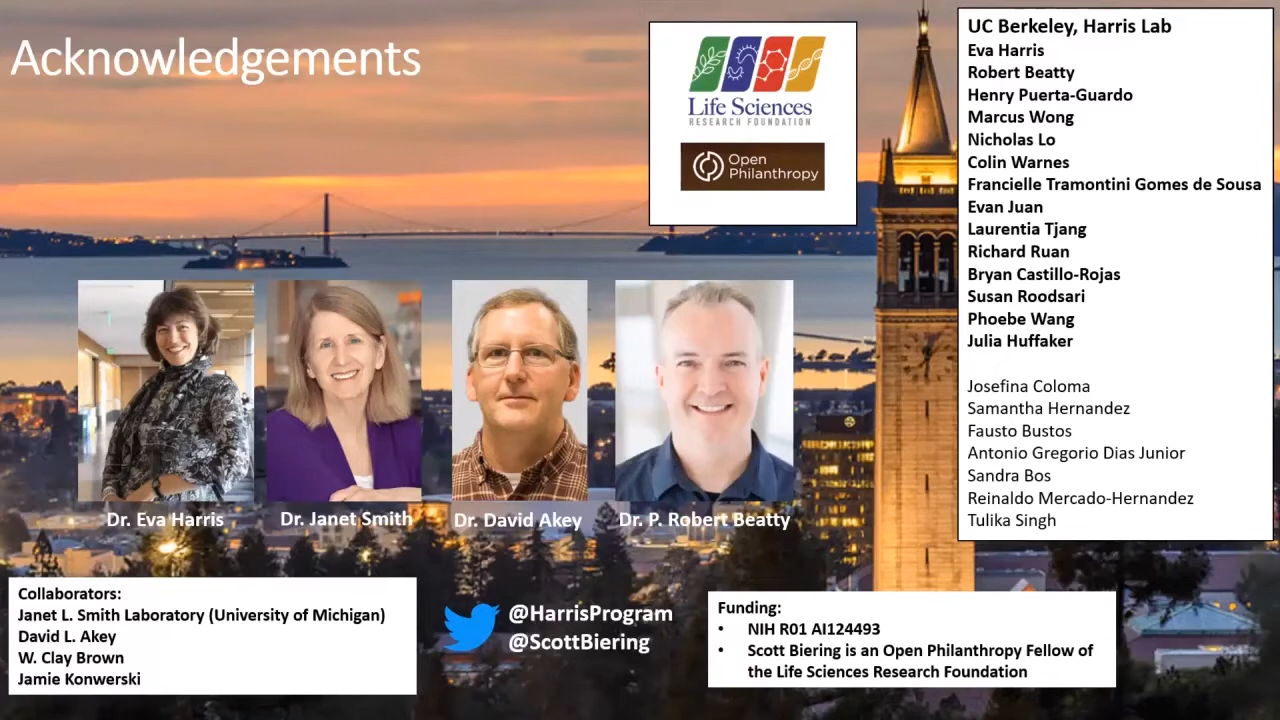 Acknowledgements
Life Sciences
RESEARCH FOUNDATION
Open
Philanthropy
UC Berkeley, Harris Lab
Eva Harris
Robert Beatty
Henry Puerta-Guardo
Marcus Wong
Nicholas Lo
Colin Warnes
Francielle Tramontini Gomes de Sousa
Evan Juan
Laurentia Tjang
Richard Ruan
Bryan Castillo-Rojas
Susan Roodsari
Phoebe Wang
Julia Huffaker
Josefina Coloma
Samantha Hernandez
Fausto Bustos
Antonio Gregorio Dias Junior
Sandra Bos
Reinaldo Mercado-Hernandez
Tulika Singh
Dr. Eva Harris
Dr. Janet Smith
Dr. David Akey
Dr. P. Robert Beatty
Collaborators:
Janet L. Smith Laboratory (University of Michigan)
David L. Akey
W. Clay Brown
Jamie Konwerski
@HarrisProgram
@ScottBiering
Funding:
• NIH R01 AI124493
• Scott Biering is an Open Philanthropy Fellow of
the Life Sciences Research Foundation